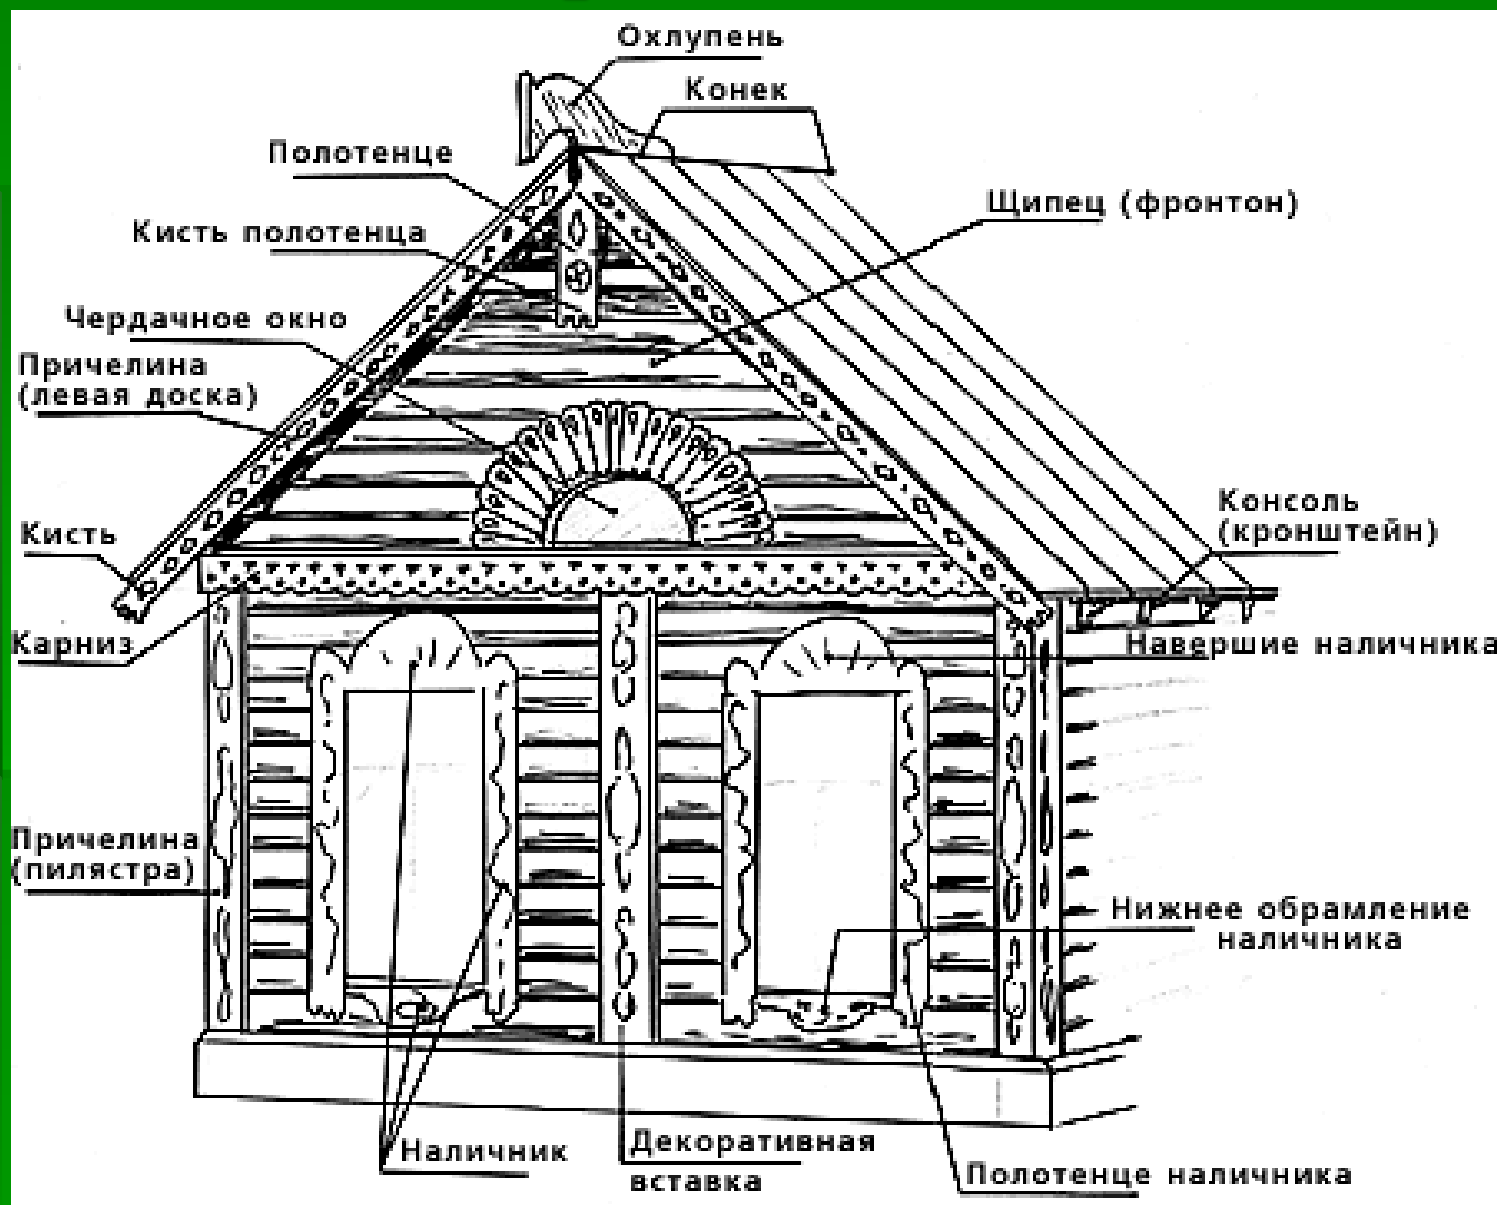 Охлупень
Конек
Полотенце
Щипец (фронтон)
Кисть полотенца
Чердачное окно
Причелина
(левая доска)
Консоль
(кронштейн)
Кисть
Карниз
Навершие наличника
Причелина
(пилястра)
Нижнее обрамление
наличника
Наличник
Декоративная
вставка
Полотенце наличника